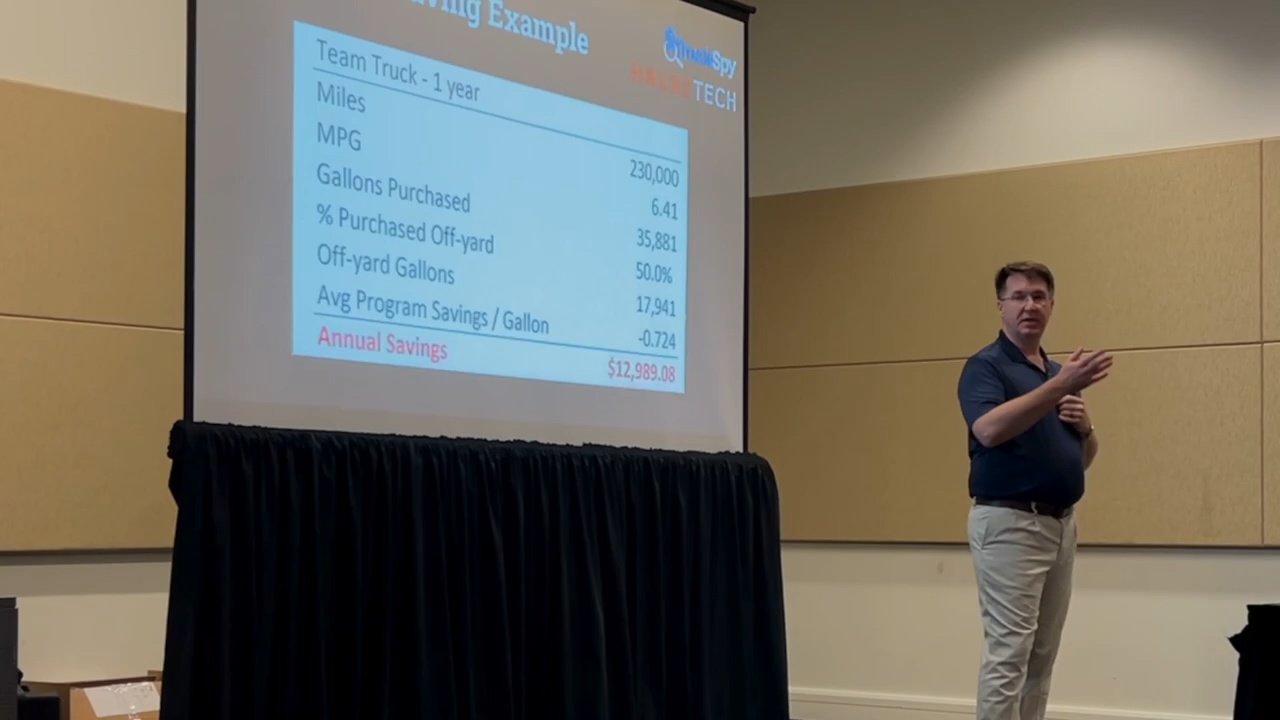 Example
TruckSpy
TECH
Team Truck - 1 year
Miles 230,000
MPG 6.41
Gallons Purchased 35,881
% Purchased Off-yard 50.0%
Off-yard Gallons 17,941
Avg Program Savings / Gallon -0.724
Annual Savings $12,989.08